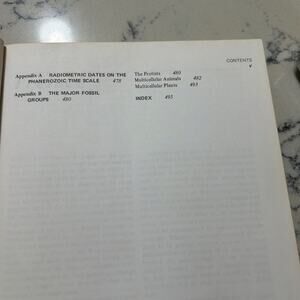 CONTENTS
v
Appendix A RADIOMETRIC DATES ON THE
PHANEROZOIC TIME SCALE 478
Appendix B THE MAJOR FOSSIL
GROUPS 480
The Protists 480
Multicellular Animals 482
Multicellular Plants 493
INDEX 495